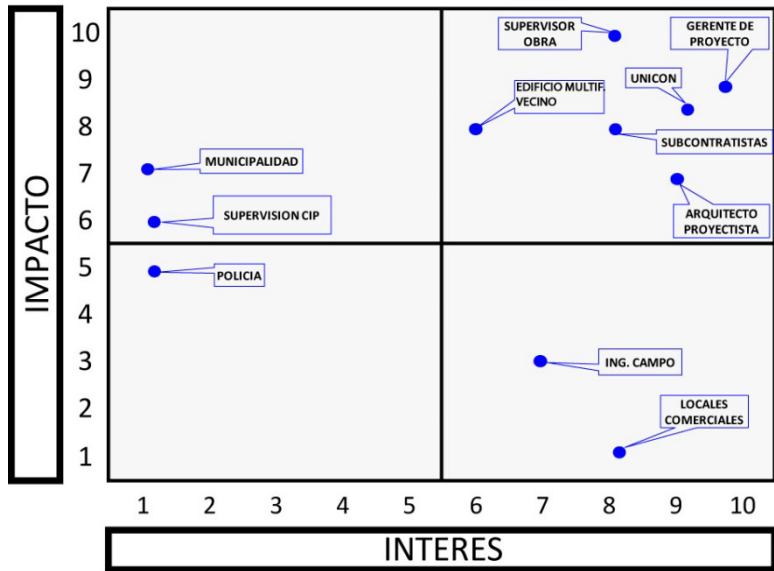 IMPACTO
10
9
8
7
6
5
4
3
2
1
SUPERVISOR
OBRA
GERENTE DE
PROYECTO
UNICON
EDIFICIO MULTIF.
VECINO
SUBCONTRATISTAS
MUNICIPALIDAD
SUPERVISION CIP
ARQUITECTO
PROYECTISTA
POLICIA
ING. CAMPO
LOCALES
COMERCIALES
1 2 3 4 5 6 7 8 9 10
INTERES